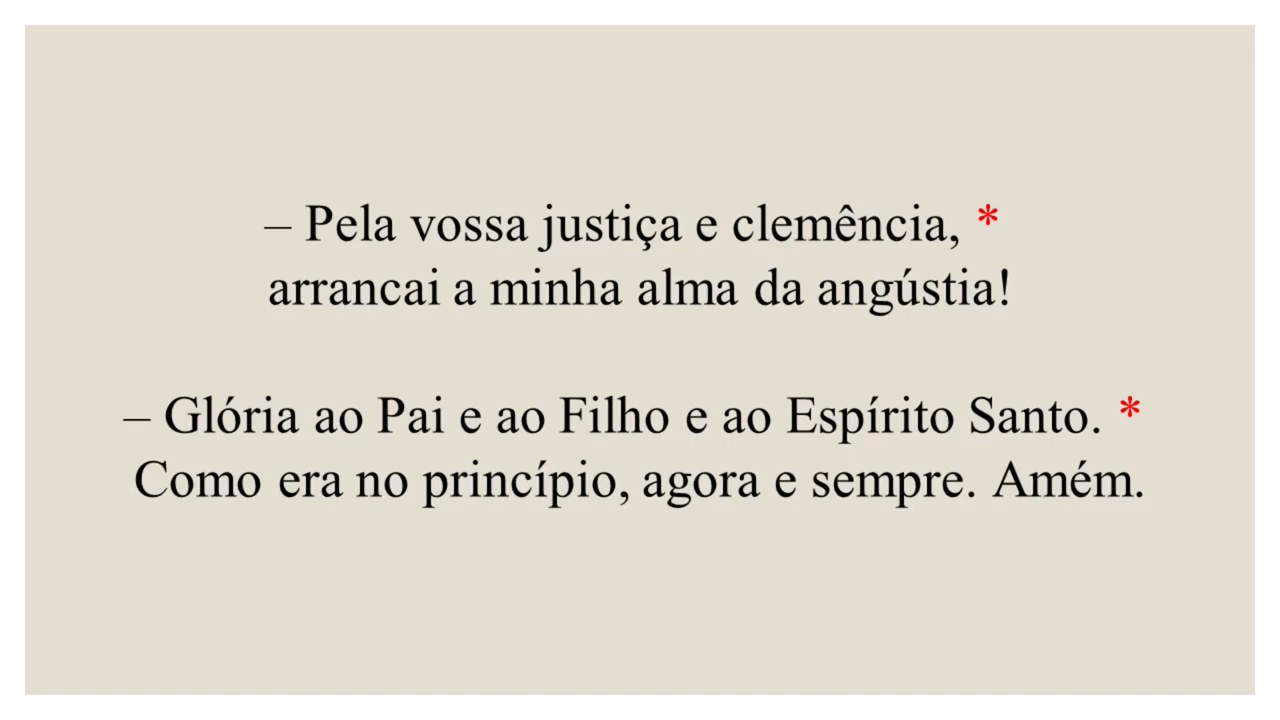 – Pela vossa justiça e clemência, *
arrancai a minha alma da angústia!
– Glória ao Pai e ao Filho e ao Espírito Santo. *
Como era no princípio, agora e sempre. Amém.